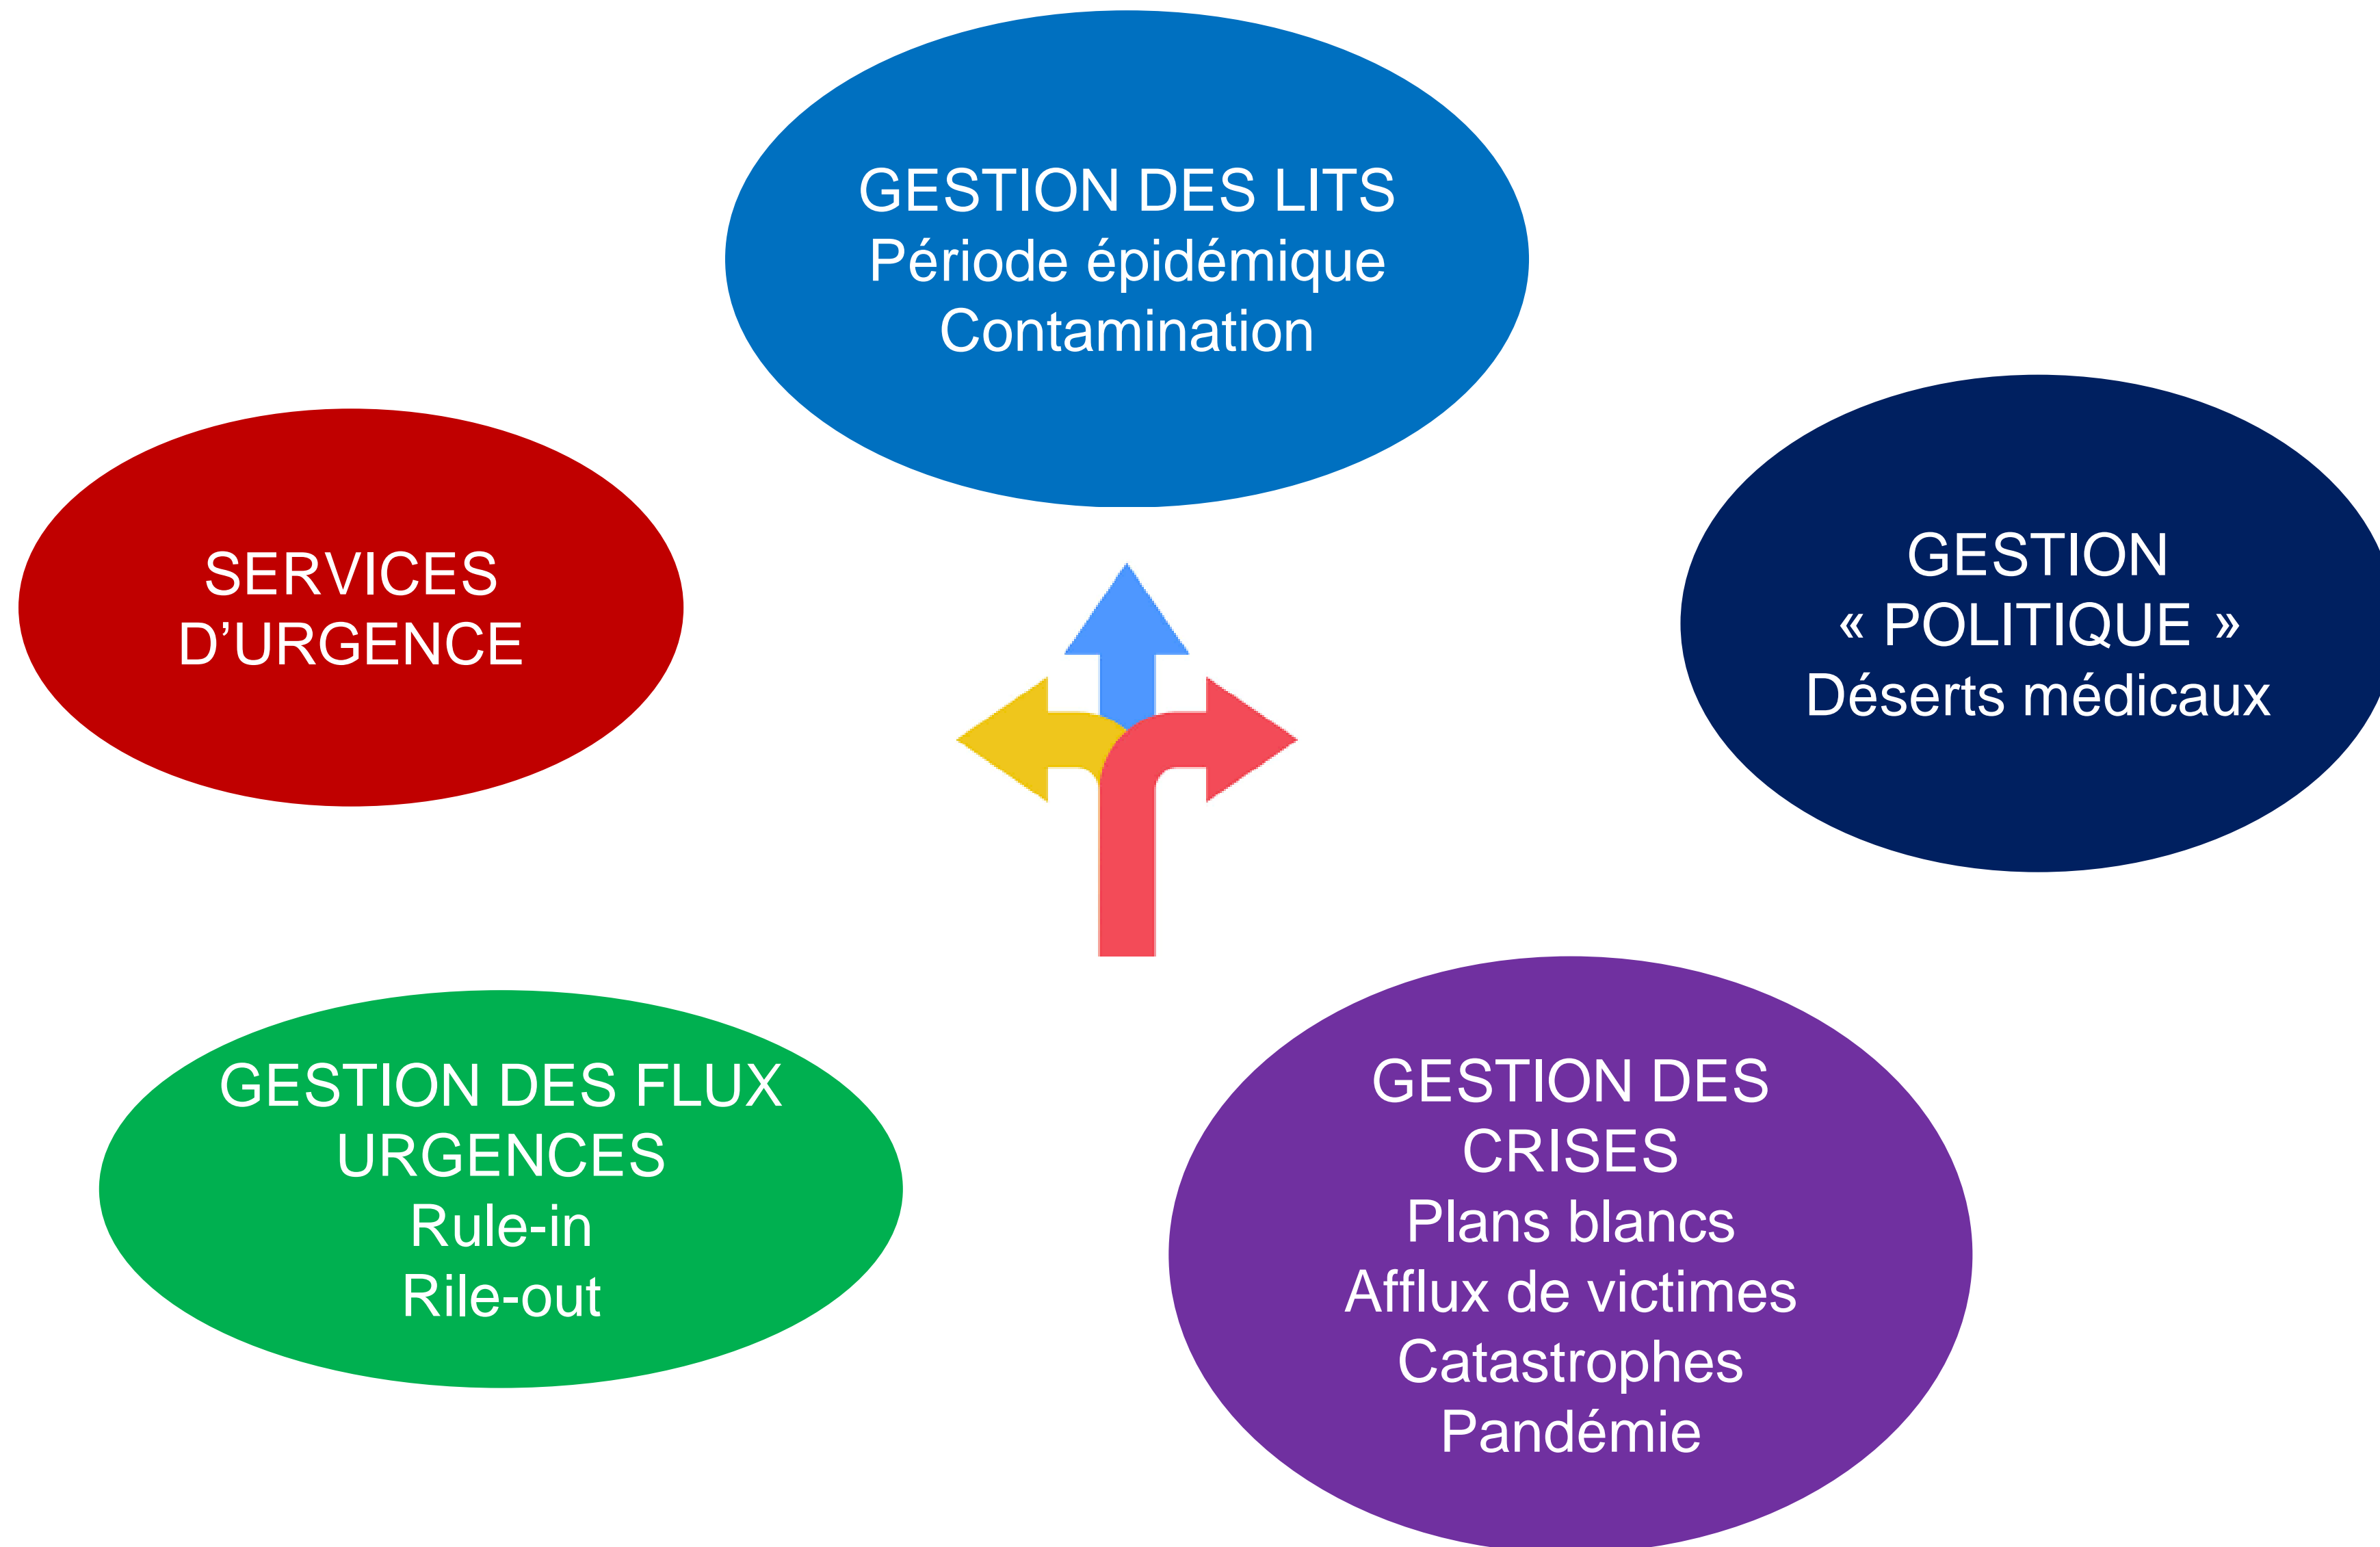 GESTION DES LITS
Période épidémique
Contamination
SERVICES
D’URGENCE
GESTION
« POLITIQUE »
Déserts médicaux
GESTION DES FLUX
URGENCES
Rule-in
Rile-out
GESTION DES
CRISES
Plans blancs
Afflux de victimes
Catastrophes
Pandémie